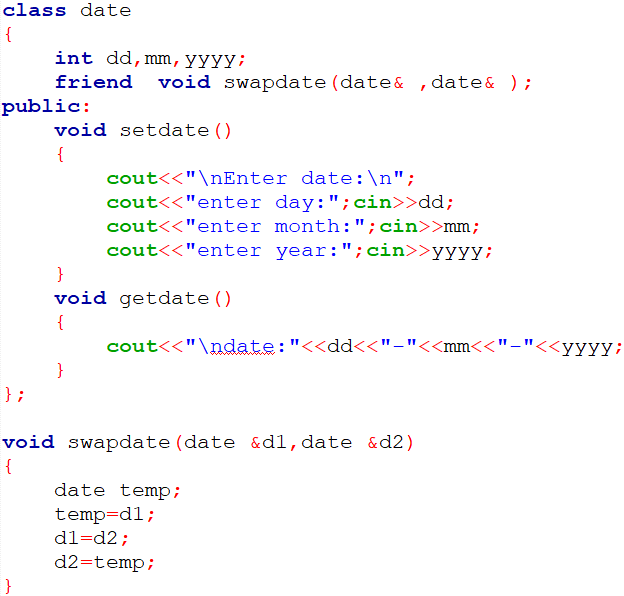 class date
{
    int dd,mm,yyyy;
    friend  void swapdate(date& ,date& );
public:
    void setdate()
    {
        cout<<"\nEnter date:\n";
        cout<<"enter day:";cin>>dd;
        cout<<"enter month:";cin>>mm;
        cout<<"enter year:";cin>>yyyy;
    }
    void getdate()
    {
        cout<<"\ndate:"<<dd<<"-"<<mm<<"-"<<yyyy;
    }
};

void swapdate(date &d1,date &d2)
{
    date temp;
    temp=d1;
    d1=d2;
    d2=temp;
}